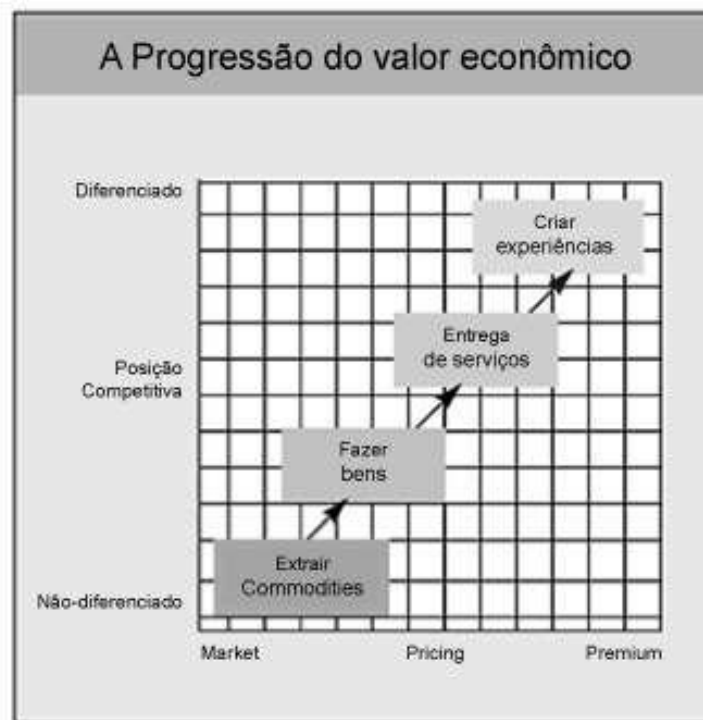 A Progressão do valor econômico
Diferenciado
Criar
experiências
Entrega
de serviços
Posição
Competitiva
Fazer
bens
Extrair
Commodities
Não-diferenciado
Market
Pricing
Premium